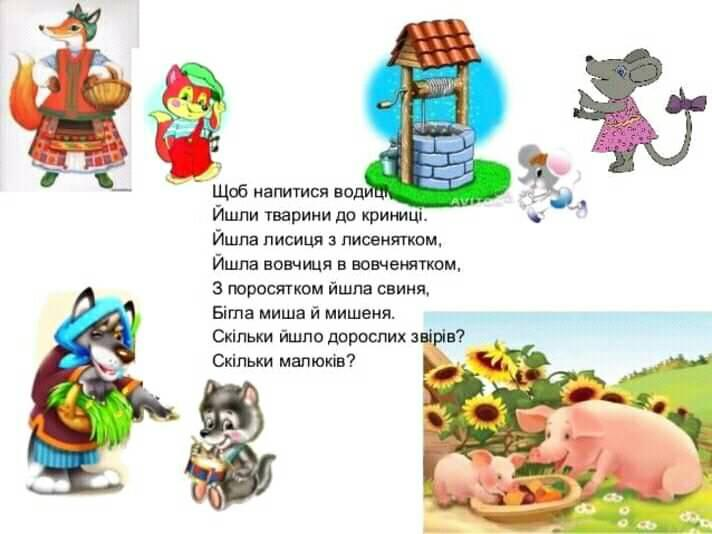 Щоб напитися водиці,
Йшли тварини до криниці.
Йшла лисиця з лисенятком,
Йшла вовчиця в вовченятком,
З поросятком йшла свиня,
Бігла миша й мишеня.
Скільки йшло дорослих звірів?
Скільки малюків?